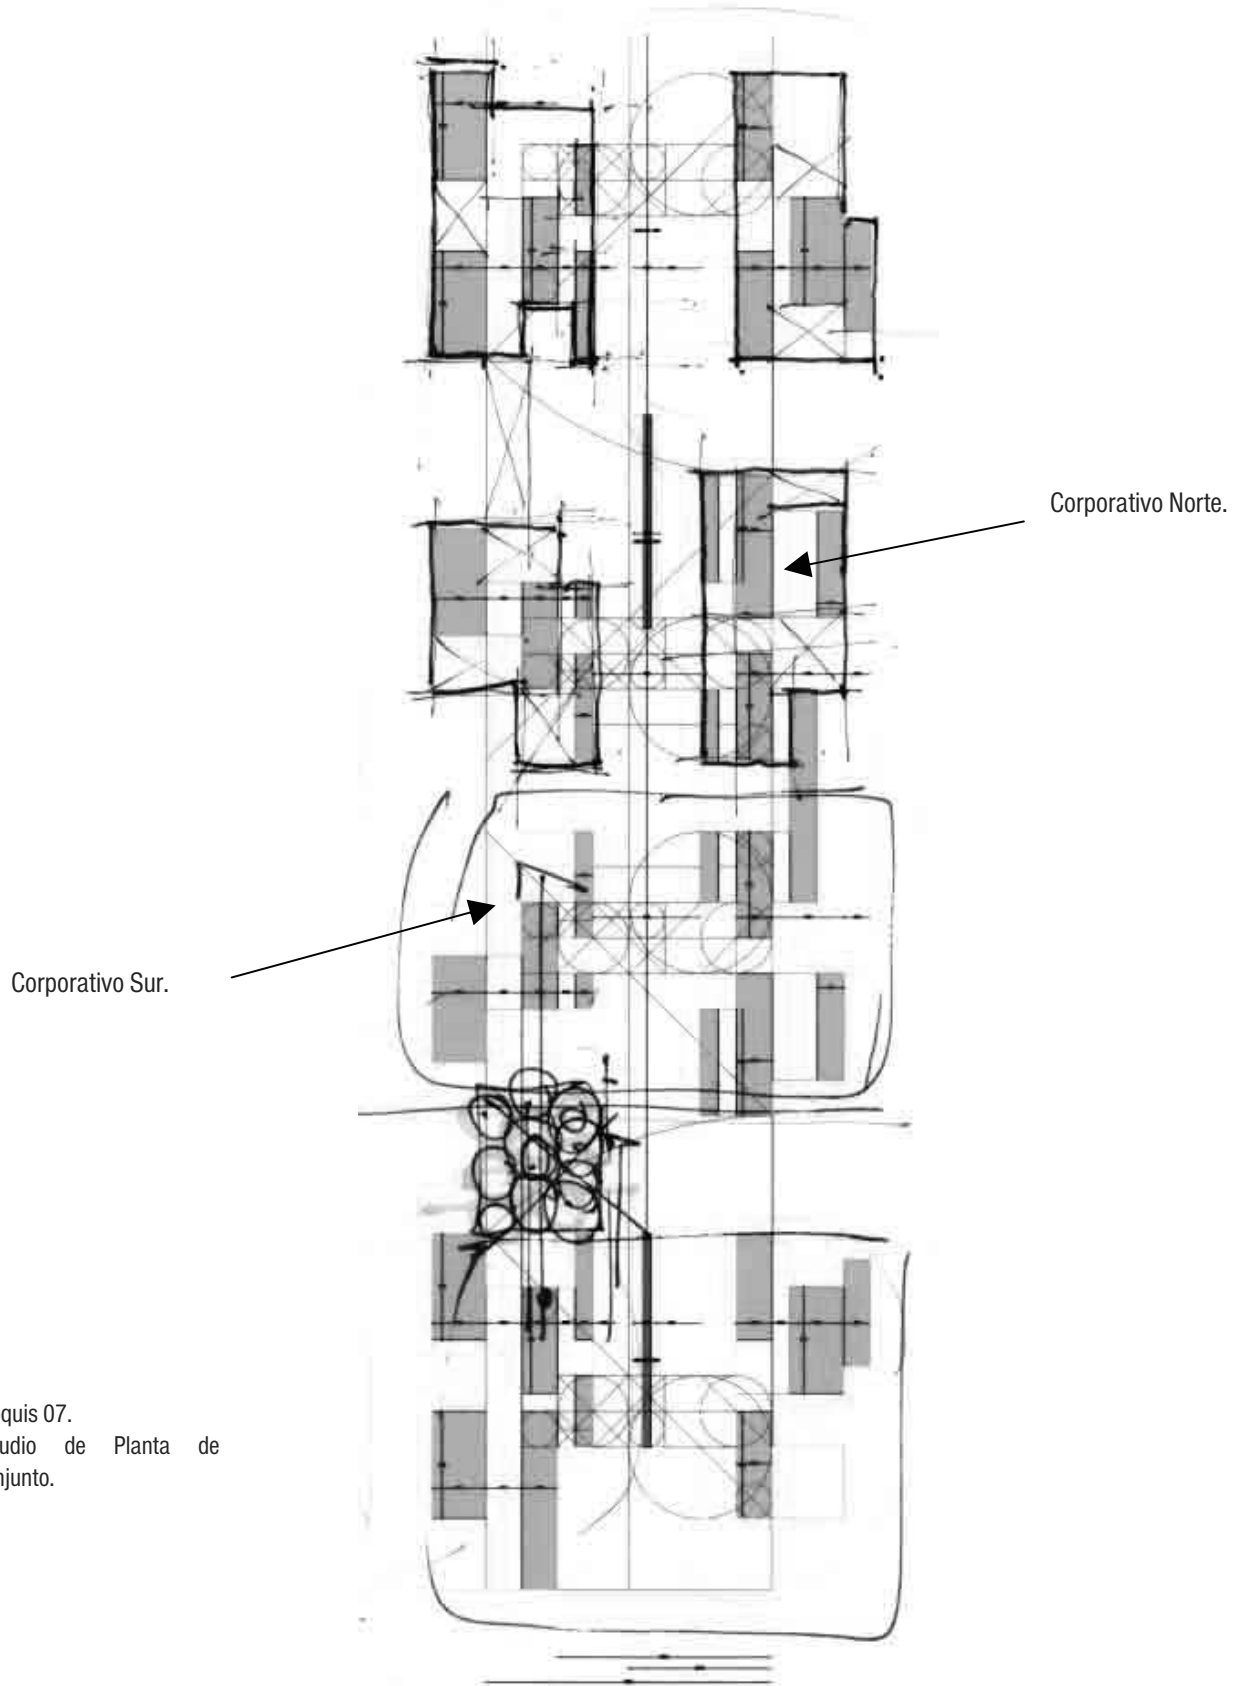 Corporativo Norte.
Corporativo Sur.
quis 07.
udio de Planta de
njunto.